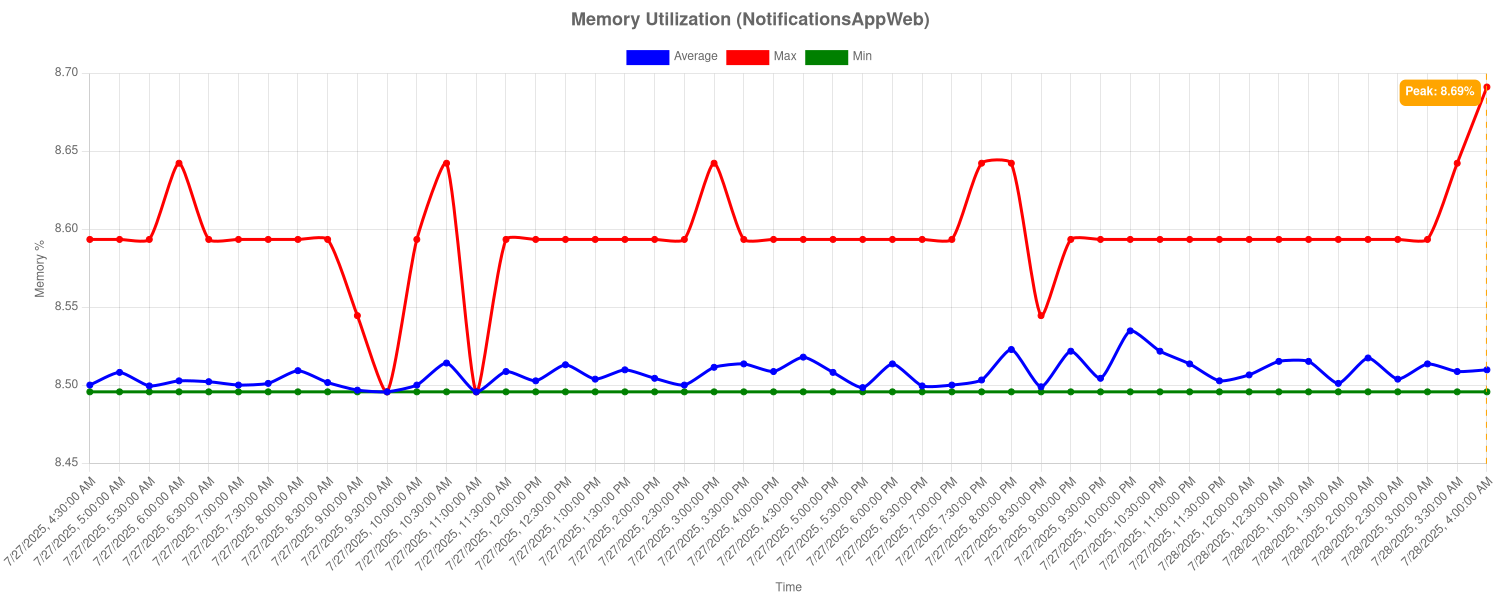 Memory Utilization (NotificationsAppWeb)
Average Max Min
8.70
Peak: 8.69%
8.65
8.60
Memory %
8.55
8.50
8.45
7/27/2025, 4:30:00 AM
7/27/2025, 5:00:00 AM
7/27/2025, 5:30:00 AM
7/27/2025, 6:00:00 AM
7/27/2025, 6:30:00 AM
7/27/2025, 7:00:00 AM
7/27/2025, 7:30:00 AM
7/27/2025, 8:00:00 AM
7/27/2025, 8:30:00 AM
7/27/2025, 9:00:00 AM
7/27/2025, 9:30:00 AM
7/27/2025, 10:00:00 AM
7/27/2025, 10:30:00 AM
7/27/2025, 11:00:00 AM
7/27/2025, 11:30:00 AM
7/27/2025, 12:00:00 PM
7/27/2025, 12:30:00 PM
7/27/2025, 1:00:00 PM
7/27/2025, 1:30:00 PM
7/27/2025, 2:00:00 PM
7/27/2025, 2:30:00 PM
7/27/2025, 3:00:00 PM
7/27/2025, 3:30:00 PM
7/27/2025, 4:00:00 PM
7/27/2025, 4:30:00 PM
7/27/2025, 5:00:00 PM
7/27/2025, 5:30:00 PM
7/27/2025, 6:00:00 PM
7/27/2025, 6:30:00 PM
7/27/2025, 7:00:00 PM
7/27/2025, 7:30:00 PM
7/27/2025, 8:00:00 PM
7/27/2025, 8:30:00 PM
7/27/2025, 9:00:00 PM
7/27/2025, 9:30:00 PM
7/27/2025, 10:00:00 PM
7/27/2025, 10:30:00 PM
7/27/2025, 11:00:00 PM
7/27/2025, 11:30:00 PM
7/28/2025, 12:00:00 AM
7/28/2025, 12:30:00 AM
7/28/2025, 1:00:00 AM
7/28/2025, 1:30:00 AM
7/28/2025, 2:00:00 AM
7/28/2025, 2:30:00 AM
7/28/2025, 3:00:00 AM
7/28/2025, 3:30:00 AM
7/28/2025, 4:00:00 AM
Time